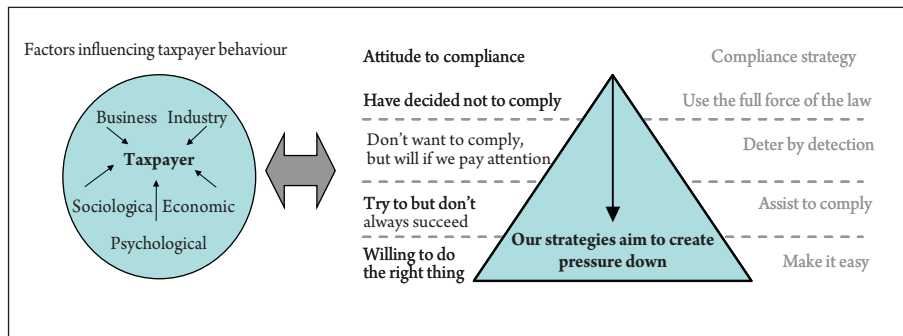 Factors influencing taxpayer behaviour
Business Industry
Taxpayer
Sociologica Economic
Psychological
Attitude to compliance
Compliance strategy
Have decided not to comply
Use the full force of the law
Don't want to comply,
but will if we pay attention
Deter by detection
Try to but don't
always succeed
Assist to comply
Willing to do
the right thing
Our strategies aim to create
pressure down
Make it easy